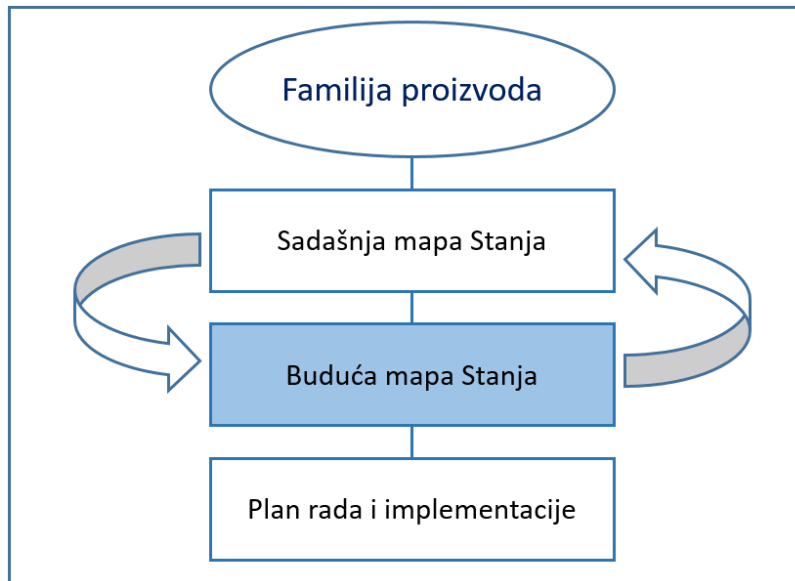 Familija proizvoda
Sadašnja mapa Stanja
Buduća mapa Stanja
Plan rada i implementacije